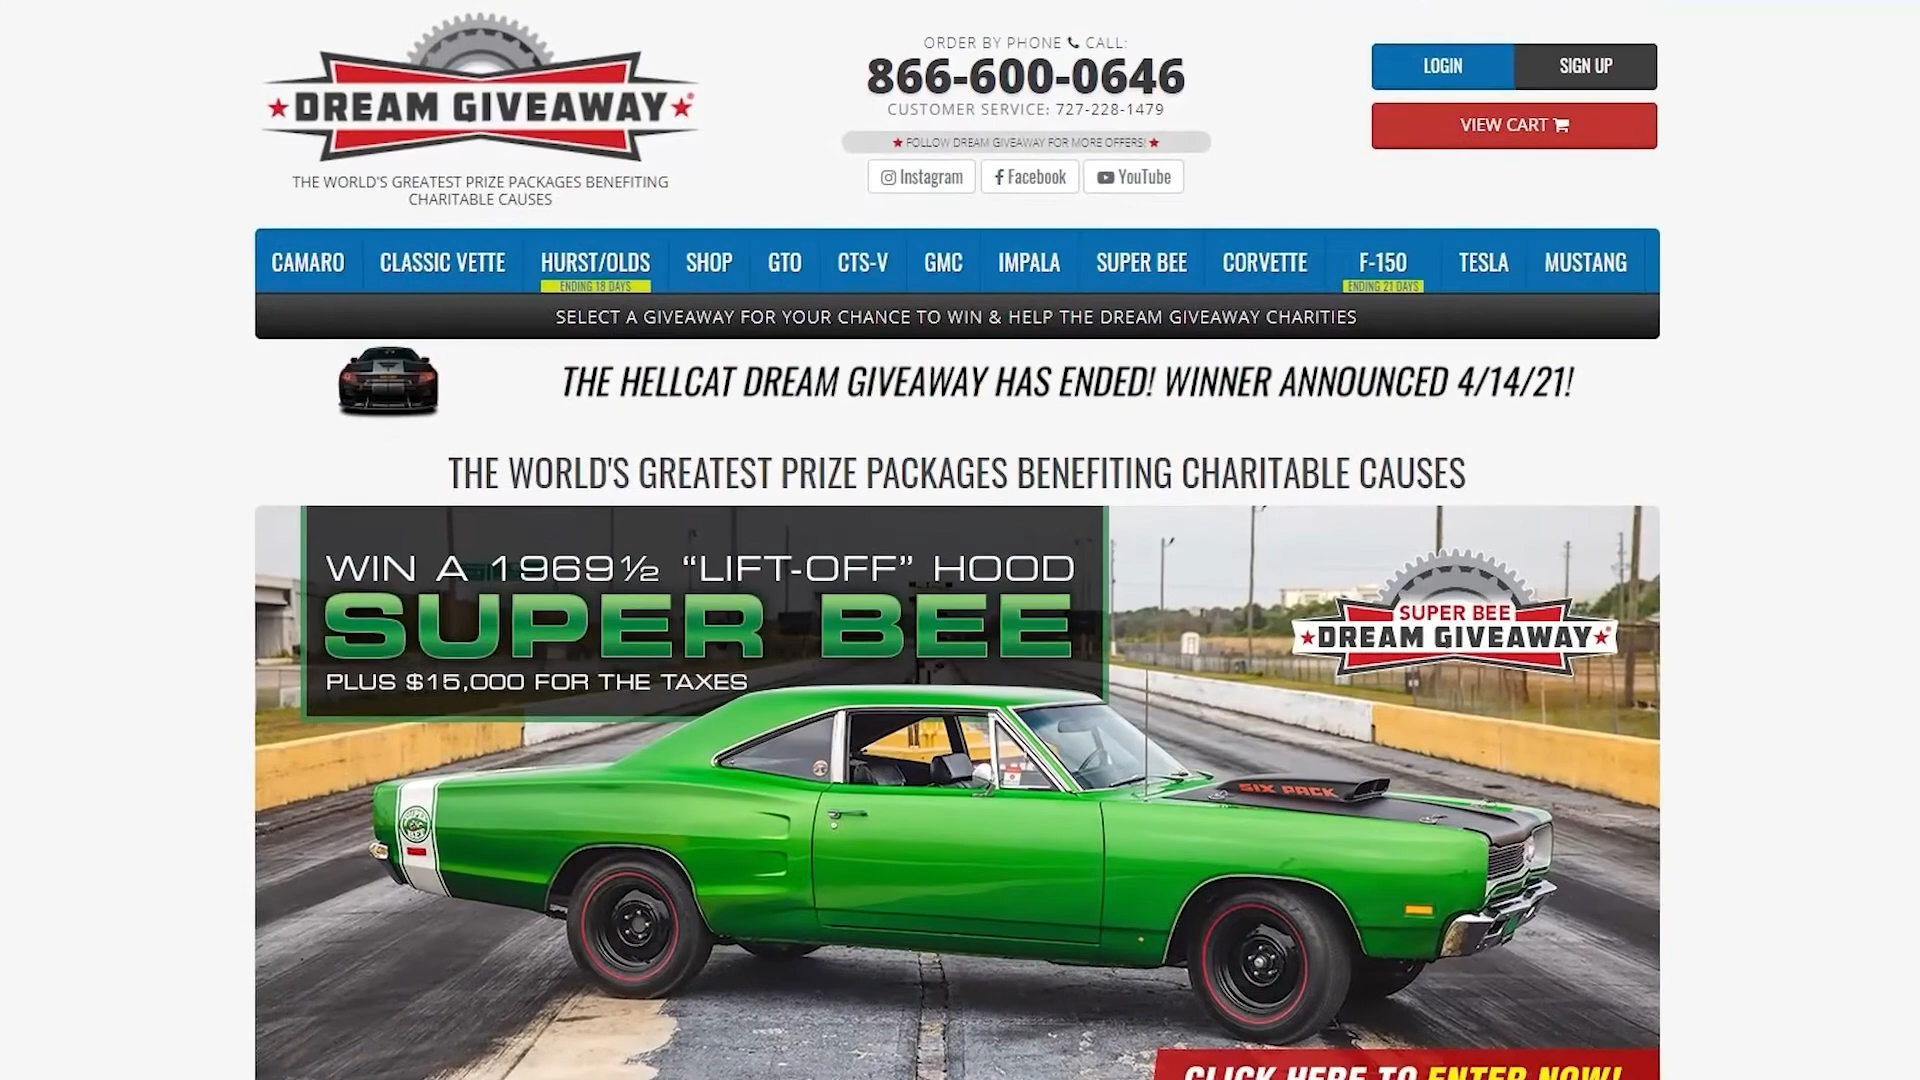 DREAM GIVEAWAY
THE WORLD'S GREATEST PRIZE PACKAGES BENEFITING
CHARITABLE CAUSES
ORDER BY PHONE CALL:
866-600-0646
CUSTOMER SERVICE: 727-228-1479
FOLLOW DREAM GIVEAWAY FOR MORE OFFERS!
Instagram Facebook YouTube
LOGIN SIGN UP
VIEW CART
CAMARO CLASSIC VETTE HURST/OLDS SHOP GTO CTS-V GMC IMPALA SUPER BEE CORVETTE F-150 TESLA MUSTANG
ENDING 18 DAYS ENDING 21 DAYS
SELECT A GIVEAWAY FOR YOUR CHANCE TO WIN & HELP THE DREAM GIVEAWAY CHARITIES
THE HELLCAT DREAM GIVEAWAY HAS ENDED! WINNER ANNOUNCED 4/14/21!
THE WORLD'S GREATEST PRIZE PACKAGES BENEFITING CHARITABLE CAUSES
WIN A 1969½ “LIFT-OFF” HOOD
SUPER BEE
PLUS $15,000 FOR THE TAXES
SUPER BEE
DREAM GIVEAWAY
SIX PACK
CLICK HERE TO ENTER NOW!